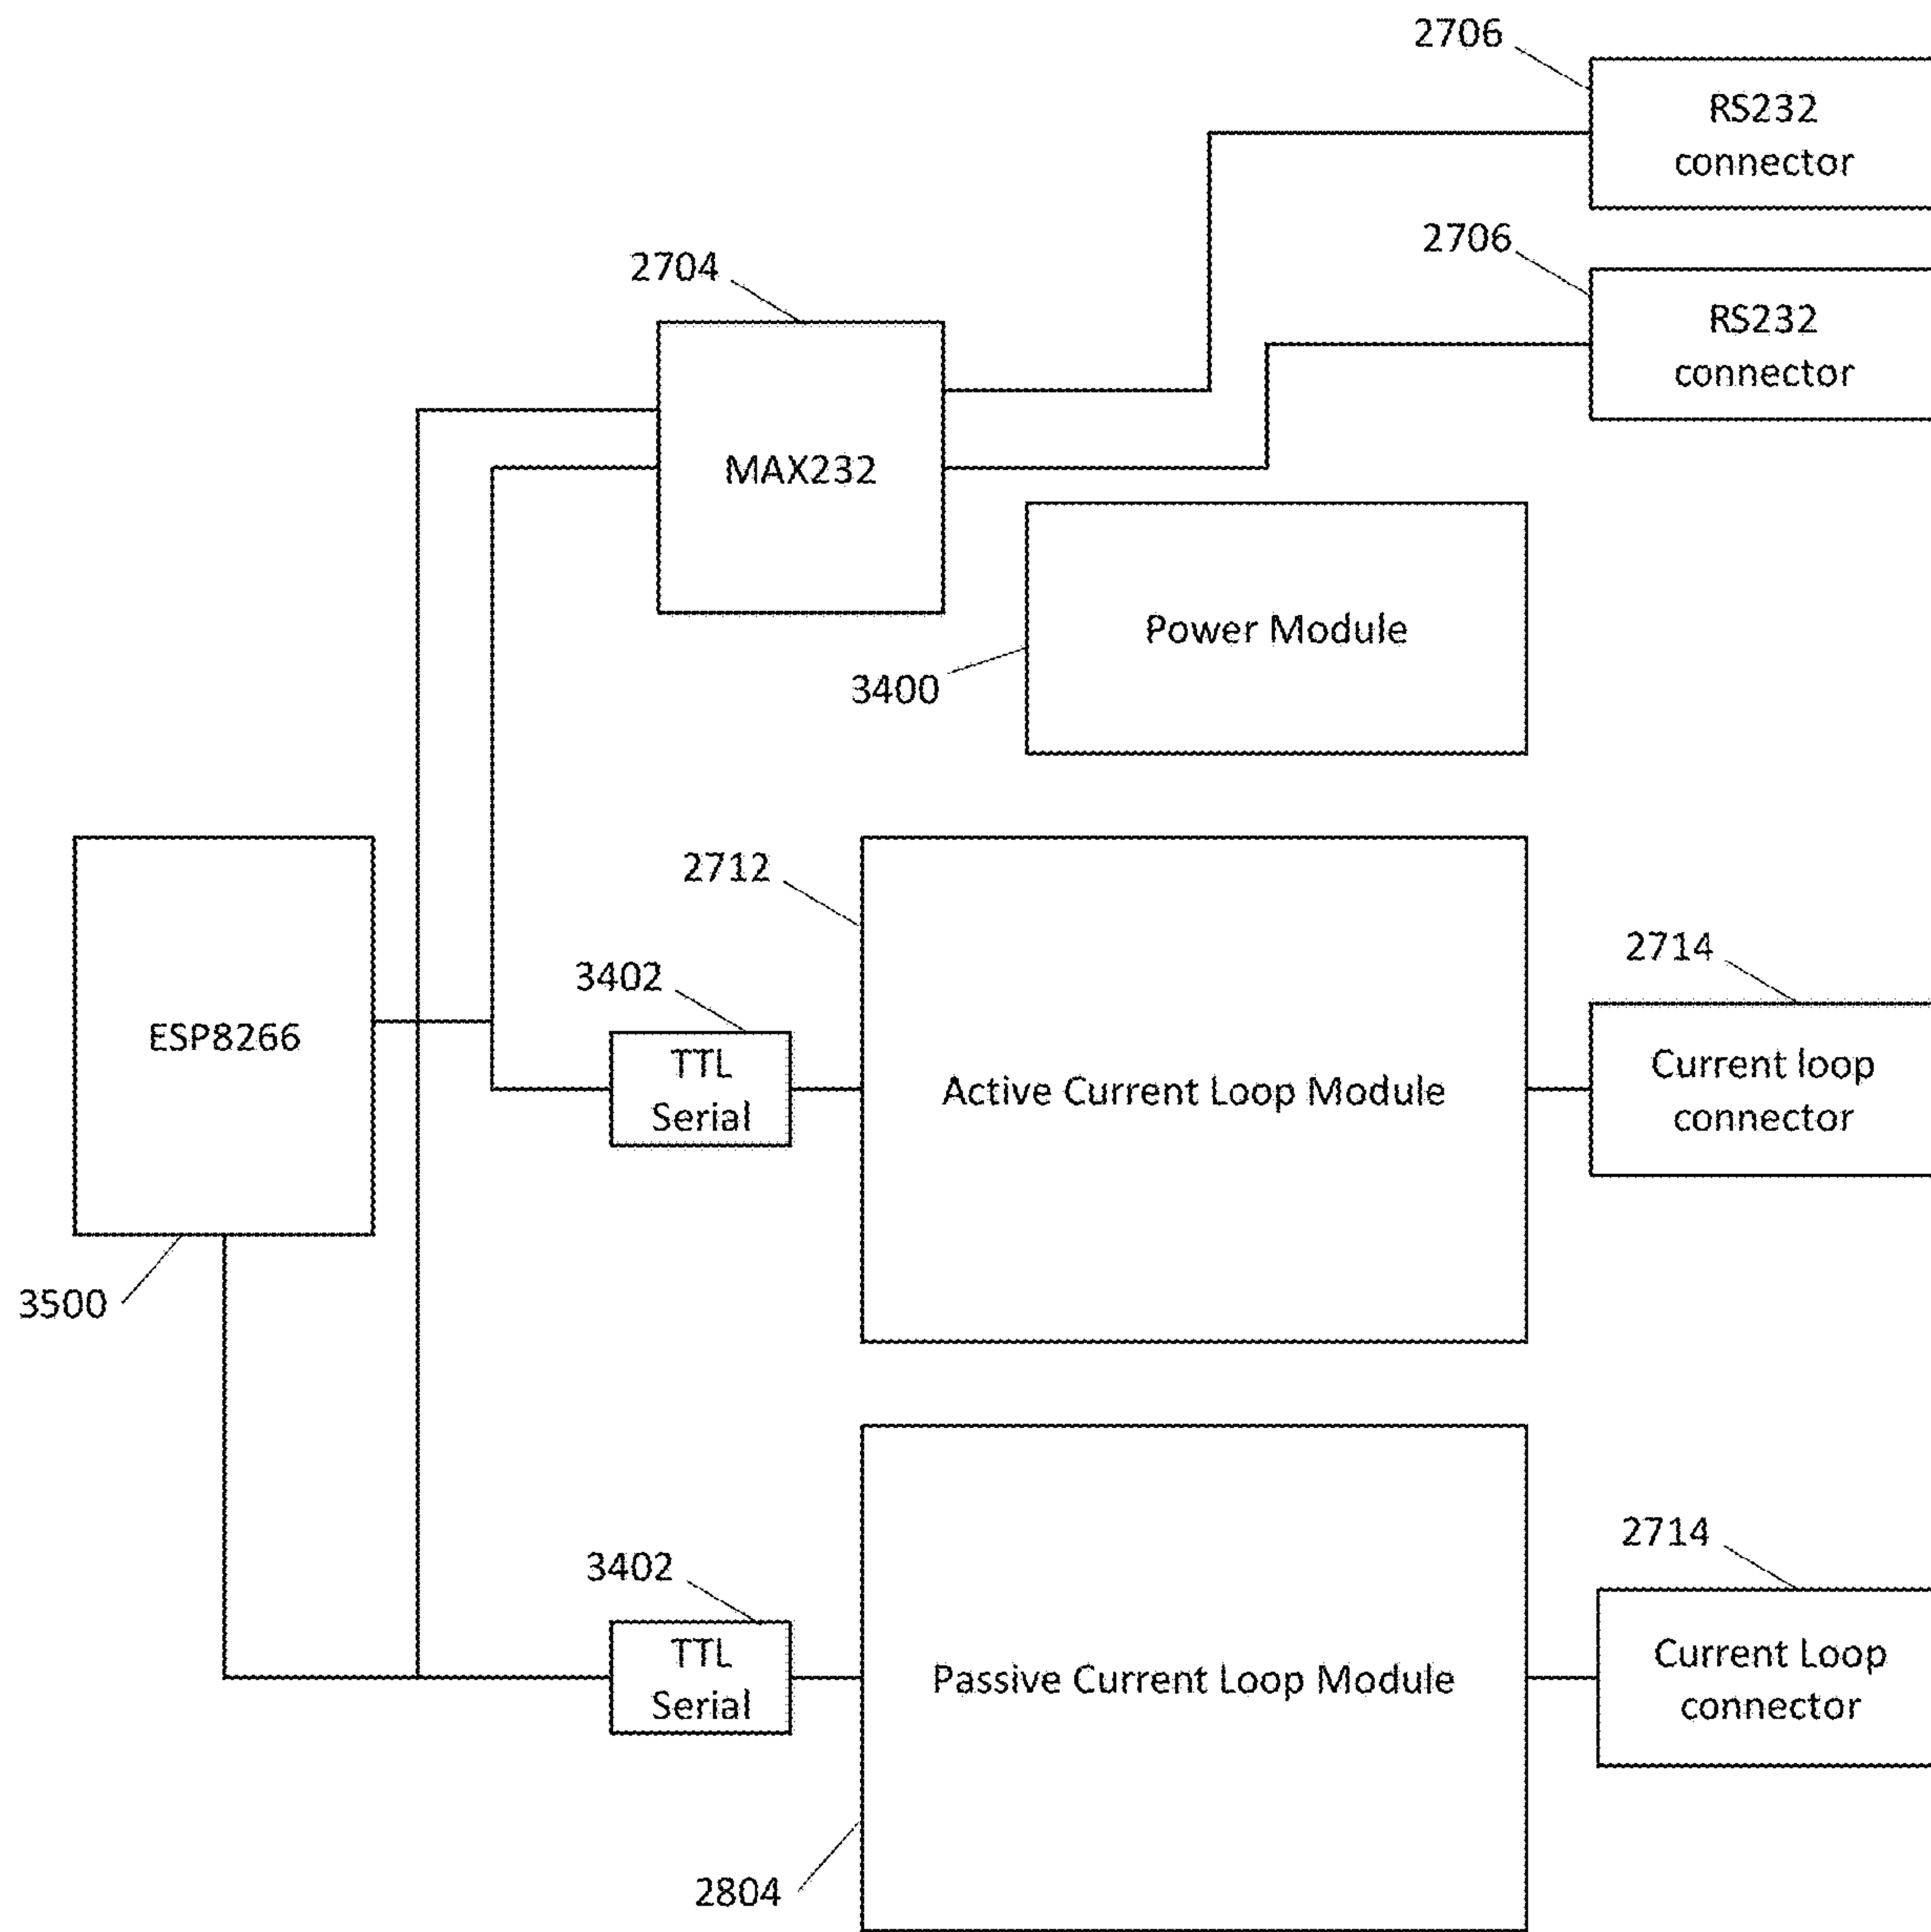 2706
RS232
connector
2706
RS232
connector
2704
MAX232
Power Module
3400
2712
3402
TTL
Serial
Active Current Loop Module
2714
Current loop
connector
ESP8266
3500
3402
TTL
Serial
Passive Current Loop Module
2714
Current Loop
connector
2804